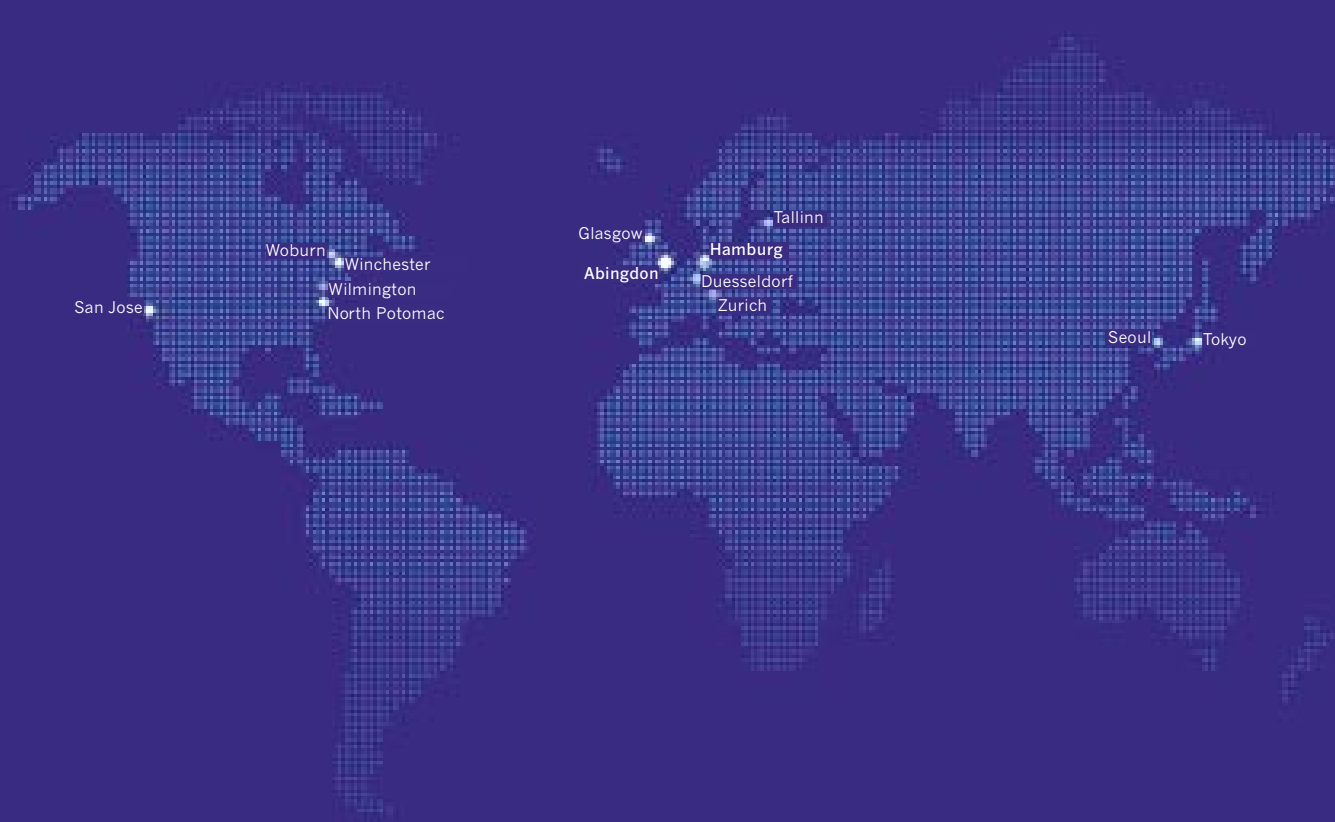 Tallinn
Glasgow
Hamburg
Woburn
Winchester
Abingdon
Duesseldorf
Wilmington
Zurich
San Jose
North Potomac
Seoul
Tokyo